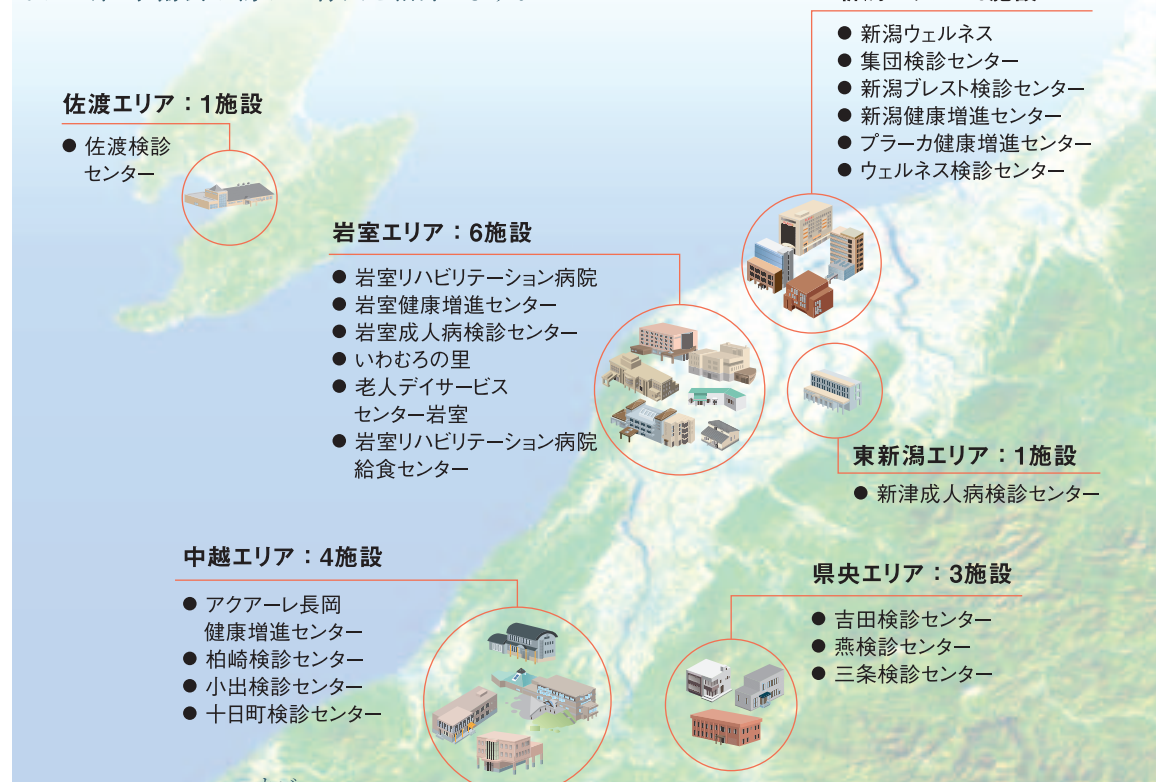 佐渡エリア：1施設
● 佐渡検診
センター
● 新潟ウェルネス
● 集団検診センター
● 新潟ブレスト検診センター
● 新潟健康増進センター
● プラーカ健康増進センター
● ウェルネス検診センター
岩室エリア：6施設
● 岩室リハビリテーション病院
● 岩室健康増進センター
● 岩室成人病検診センター
● いわむろの里
● 老人デイサービス
センター岩室
● 岩室リハビリテーション病院
給食センター
東新潟エリア：1施設
● 新津成人病検診センター
中越エリア：4施設
● アクアーレ長岡
健康増進センター
● 柏崎検診センター
● 小出検診センター
● 十日町検診センター
県央エリア：3施設
● 吉田検診センター
● 燕検診センター
● 三条検診センター